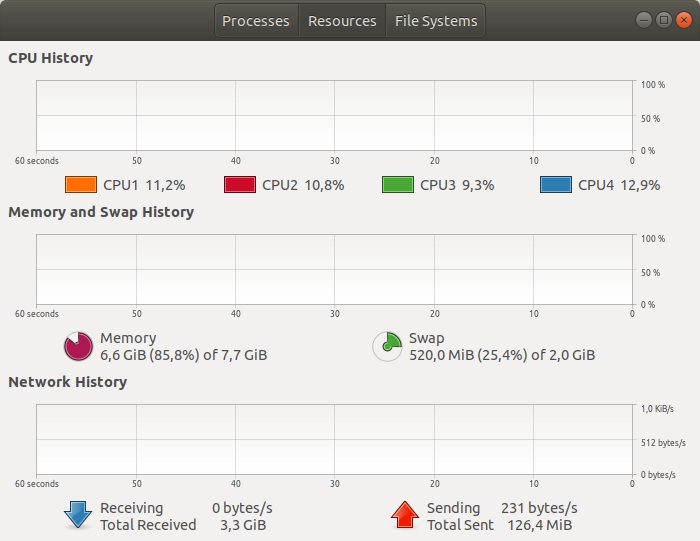 Processes Resources File Systems
CPU History
100 %
50 %
0 %
60 seconds 50 40 30 20 10 0
CPU1 11,2% CPU2 10,8% CPU3 9,3% CPU4 12,9%
Memory and Swap History
100 %
50 %
0 %
60 seconds 50 40 30 20 10 0
Memory Swap
6,6 GiB (85,8%) of 7,7 GiB 520,0 MiB (25,4%) of 2,0 GiB
Network History
1,0 KiB/s
512 bytes/s
0 bytes/s
60 seconds 50 40 30 20 10 0
Receiving 0 bytes/s Sending 231 bytes/s
Total Received 3,3 GiB Total Sent 126,4 MiB